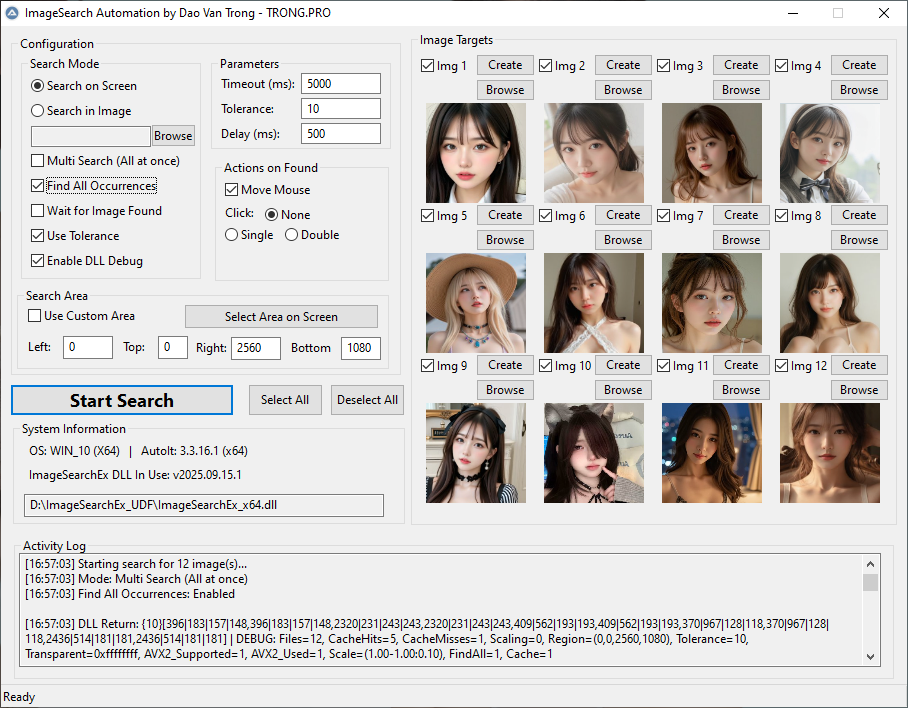 ImageSearch Automation by Dao Van Trong - TRONG.PRO
Configuration
Search Mode
Search on Screen
Search in Image
Browse
Multi Search (All at once)
Find All Occurrences
Wait for Image Found
Use Tolerance
Enable DLL Debug
Parameters
Timeout (ms): 5000
Tolerance: 10
Delay (ms): 500
Actions on Found
Move Mouse
Click: None
Single Double
Search Area
Use Custom Area Select Area on Screen
Left: 0 Top: 0 Right: 2560 Bottom 1080
Start Search Select All Deselect All
System Information
OS: WIN_10 (X64) | AutoIt: 3.3.16.1 (x64)
ImageSearchEx DLL In Use: v2025.09.15.1
D:\ImageSearchEx_UDF\ImageSearchEx_x64.dll
Image Targets
Img 1 Create Img 2 Create Img 3 Create Img 4 Create
Browse Browse Browse Browse
Img 5 Create Img 6 Create Img 7 Create Img 8 Create
Browse Browse Browse Browse
Img 9 Create Img 10 Create Img 11 Create Img 12 Create
Browse Browse Browse Browse
Activity Log
[16:57:03] Starting search for 12 image(s)...
[16:57:03] Mode: Multi Search (All at once)
[16:57:03] Find All Occurrences: Enabled
[16:57:03] DLL Return: {10}[396|183|157|148,396|183|157|148,2320|231|243|243,2320|231|243|243,409|562|193|193,409|562|193|193,370|967|128|118,370|967|128|
118,2436|514|181|181,2436|514|181|181] | DEBUG: Files=12, CacheHits=5, CacheMisses=1, Scaling=0, Region=(0,0,2560,1080), Tolerance=10,
Transparent=0xffffffff, AVX2_Supported=1, AVX2_Used=1, Scale=(1.00-1.00:0.10), FindAll=1, Cache=1
Ready